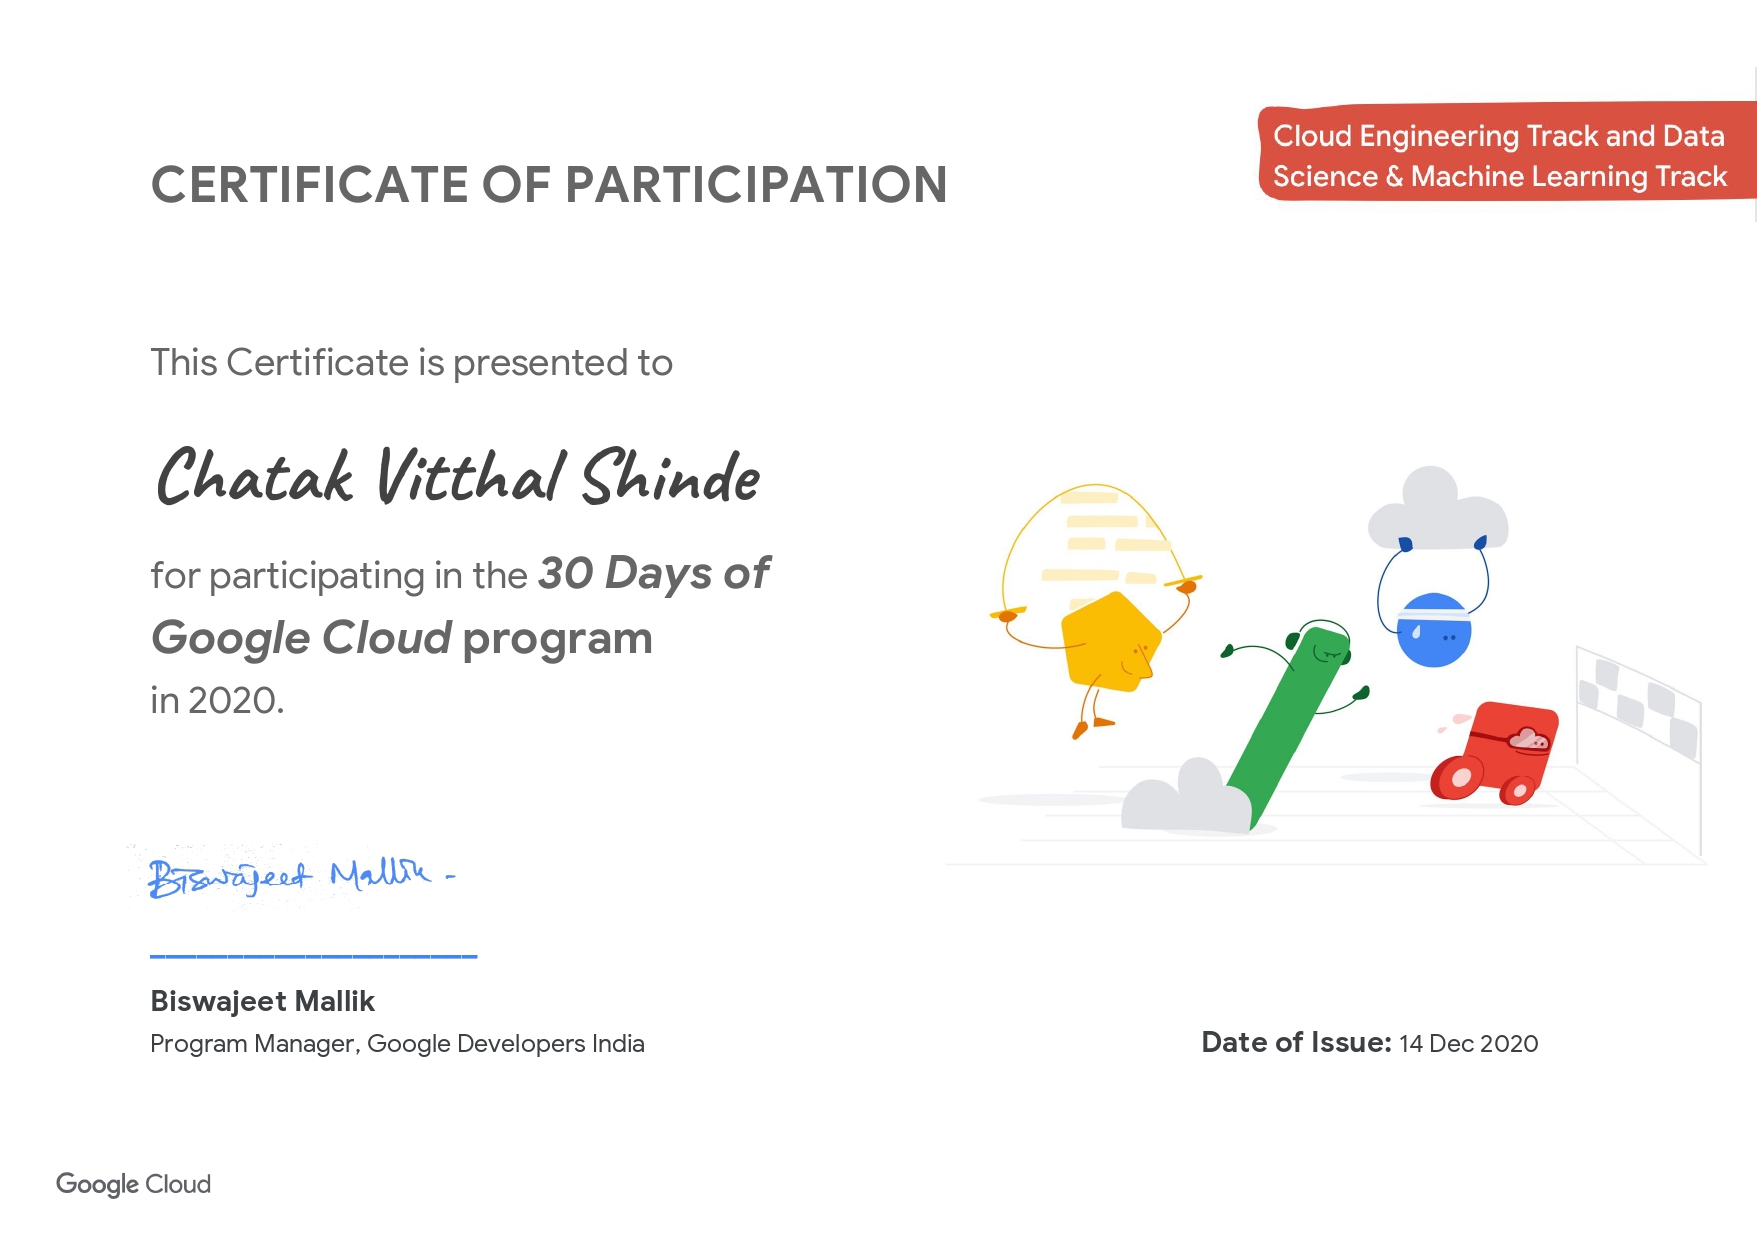 Cloud Engineering Track and Data
Science & Machine Learning Track
CERTIFICATE OF PARTICIPATION
This Certificate is presented to
Chatak Vitthal Shinde
for participating in the 30 Days of
Google Cloud program
in 2020.
Biswajeet Mallik -
Biswajeet Mallik
Program Manager, Google Developers India
Date of Issue: 14 Dec 2020
Google Cloud